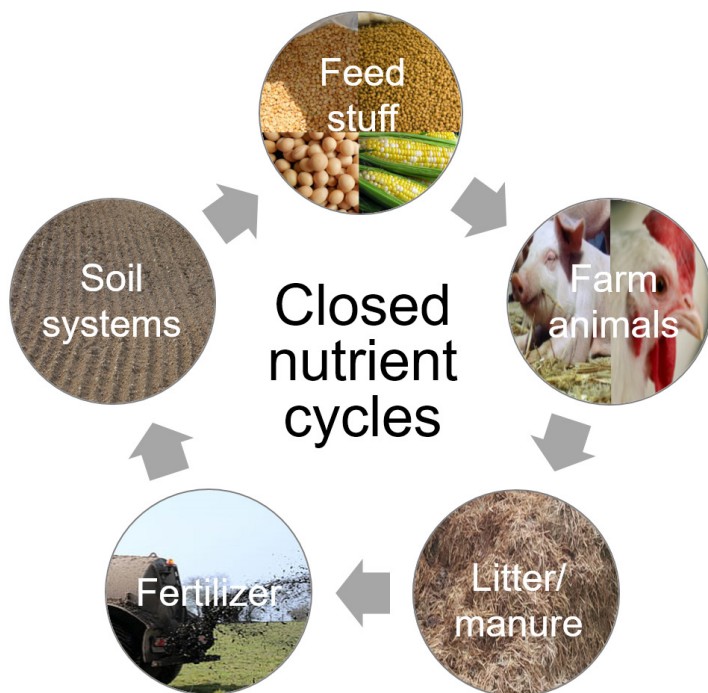 Feed
stuff
Farm
animals
Litter/
manure
Fertilizer
Soil
systems
Closed
nutrient
cycles